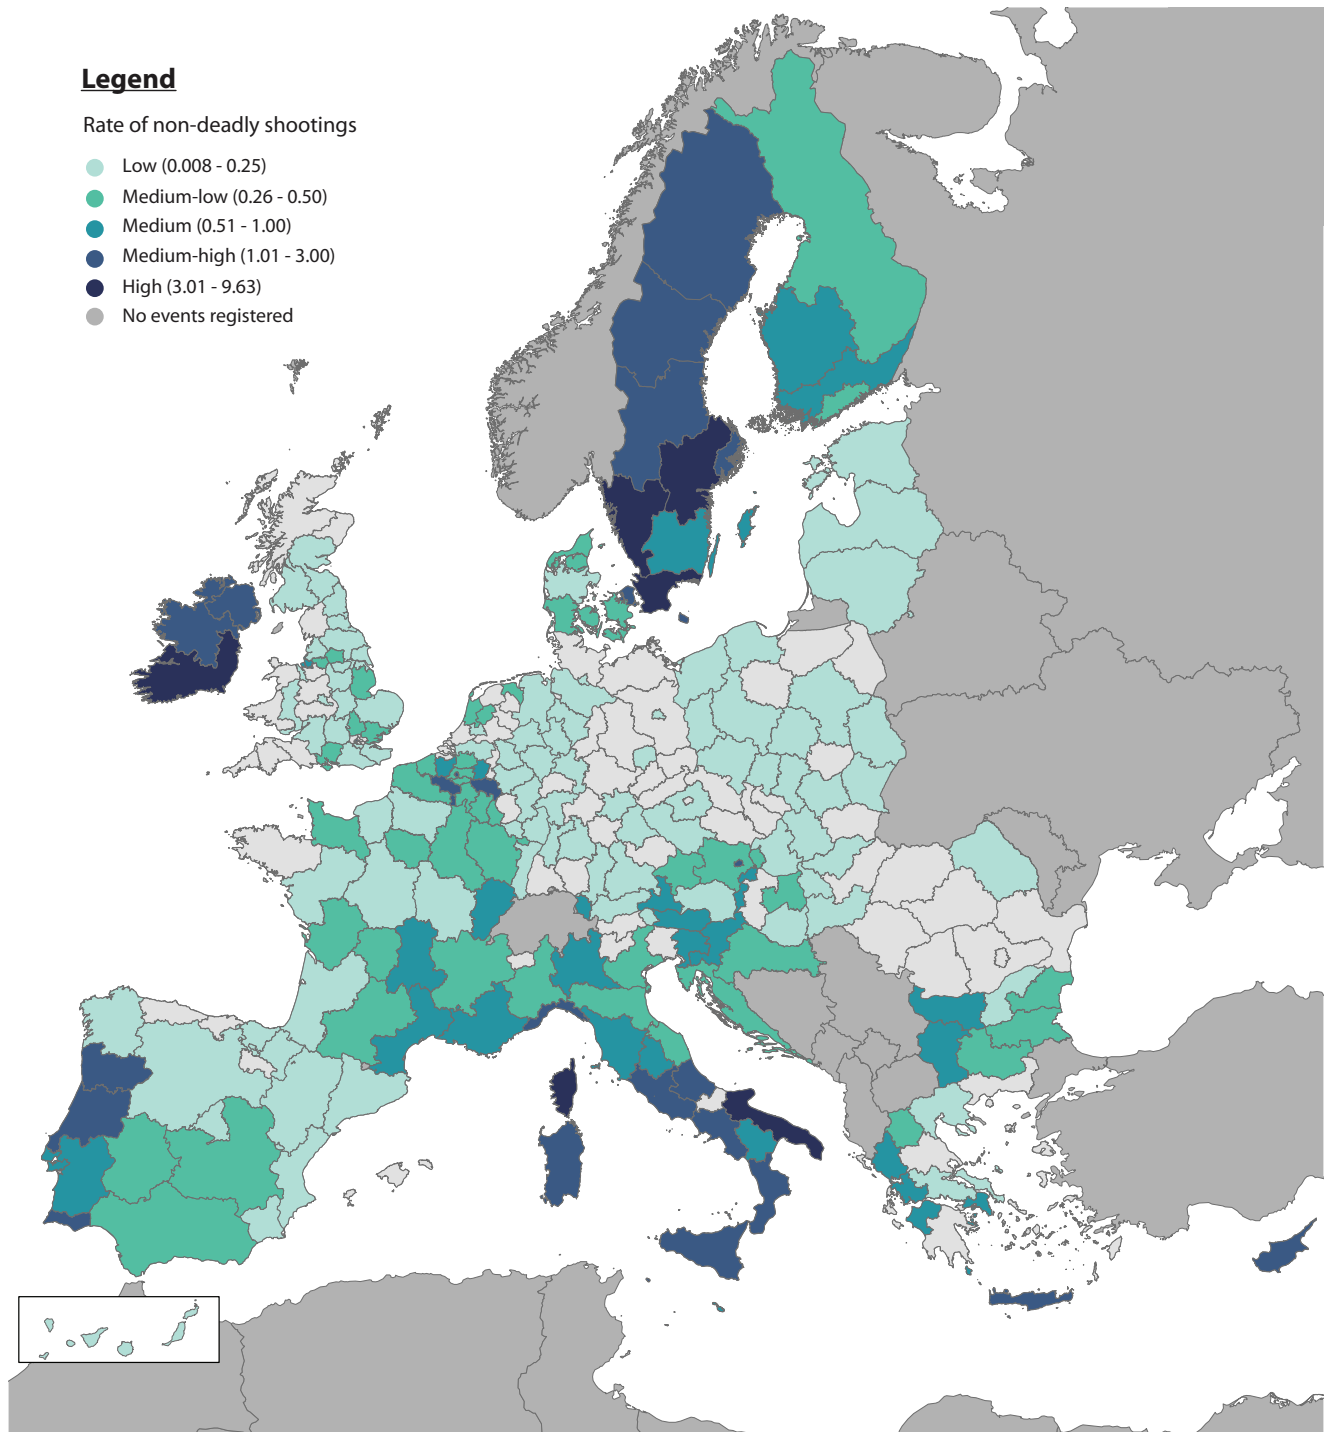 Legend
Rate of non-deadly shootings
Low (0.008 - 0.25)
Medium-low (0.26 - 0.50)
Medium (0.51 - 1.00)
Medium-high (1.01 - 3.00)
High (3.01 - 9.63)
No events registered